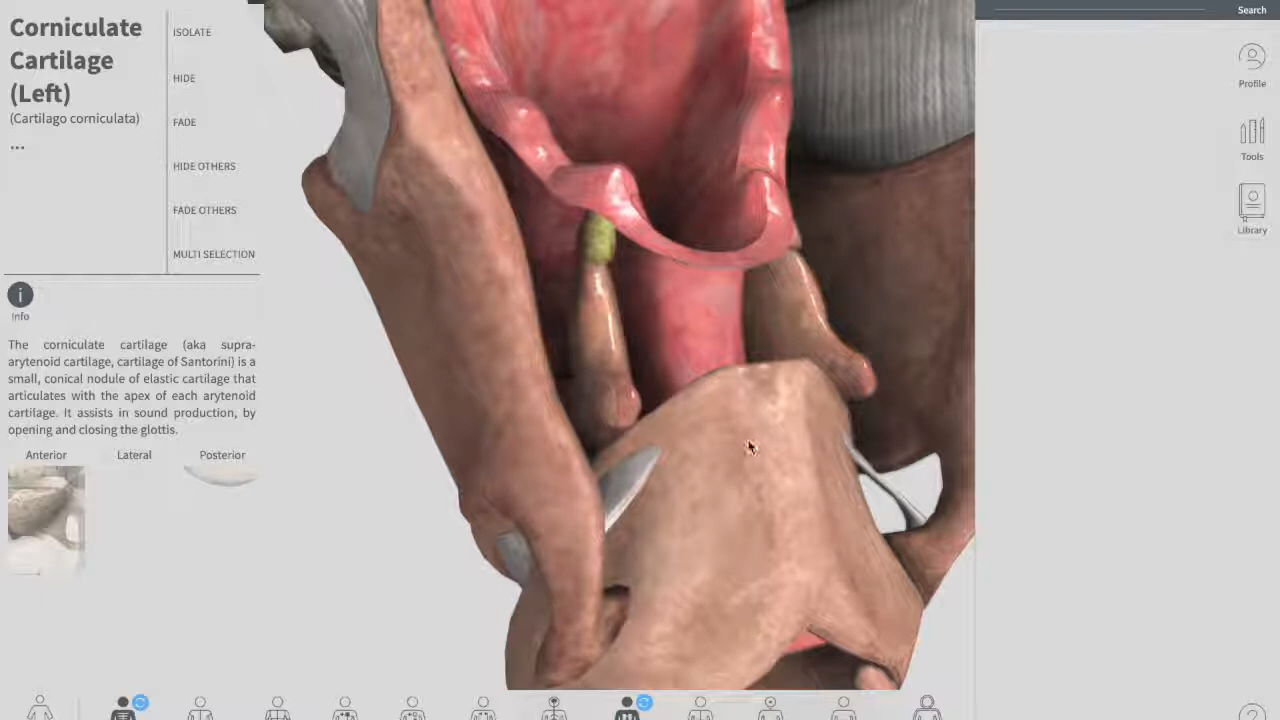 Corniculate
Cartilage
(Left)
(Cartilago corniculata)
...
ISOLATE
HIDE
FADE
HIDE OTHERS
FADE OTHERS
MULTI SELECTION
i
Info
The corniculate cartilage (aka supra-
arytenoid cartilage, cartilage of Santorini) is a
small, conical nodule of elastic cartilage that
articulates with the apex of each arytenoid
cartilage. It assists in sound production, by
opening and closing the glottis.
Anterior Lateral Posterior
Search
Profile
Tools
Library
?